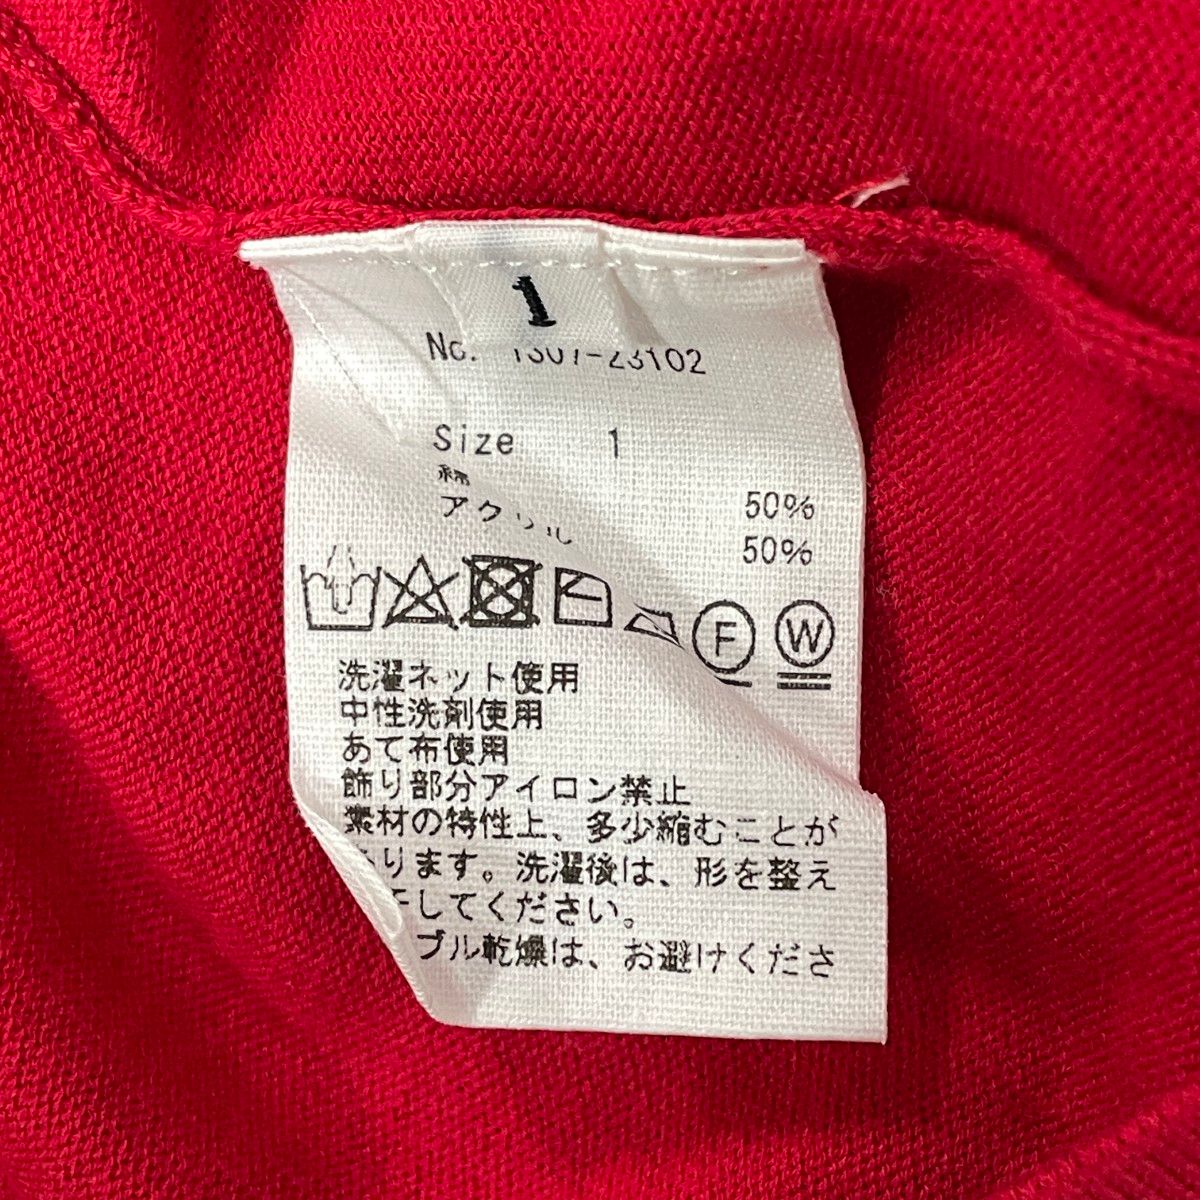 1
No. 1307-23102
Size 1
綿 50%
アクリル 50%
F W
洗濯ネット使用
中性洗剤使用
あて布使用
飾り部分アイロン禁止
素材の特性上、多少縮むことが
あります。洗濯後は、形を整え
干してください。
ブル乾燥は、お避けくださ